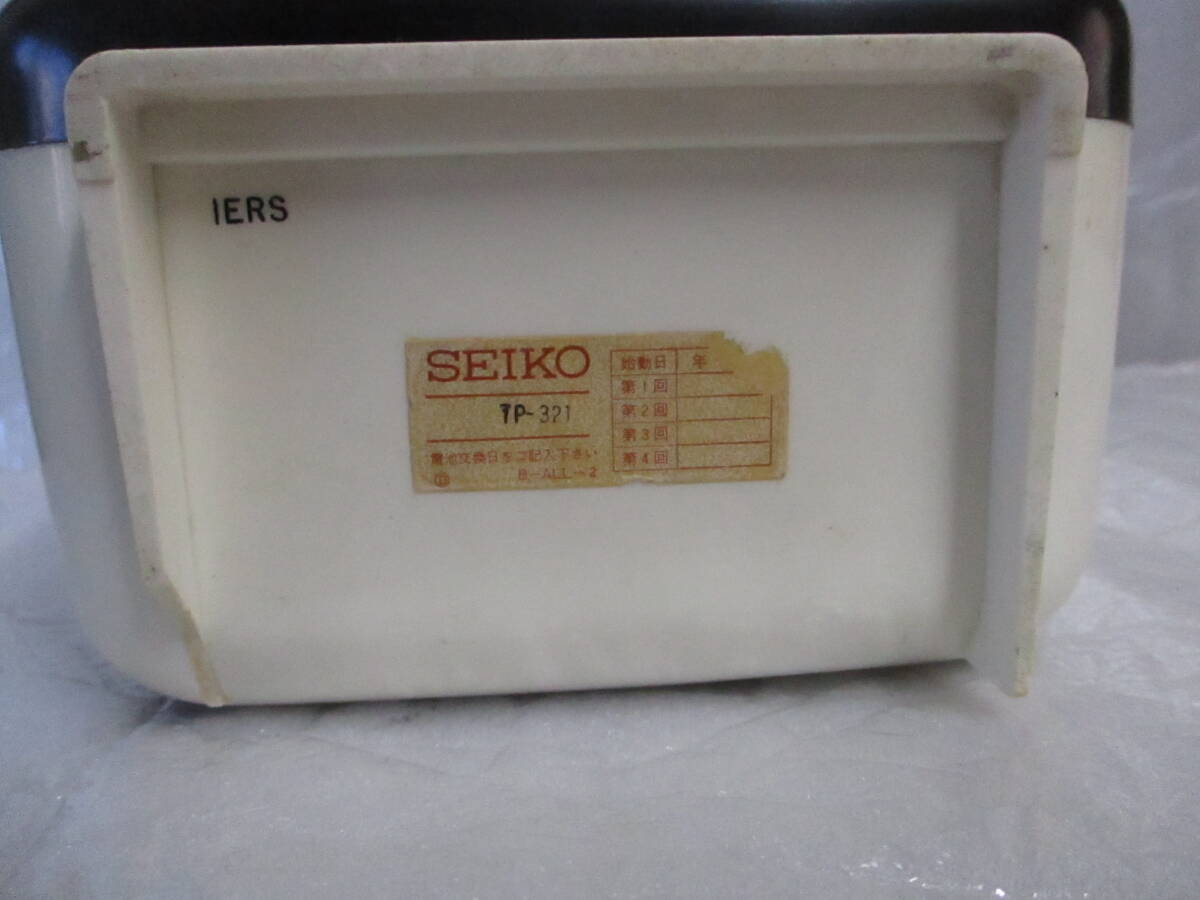 IERS
SEIKO
TP-321
電池交換日をご記入下さい
B-ALL-2
始動日 年
第1回
第2回
第3回
第4回